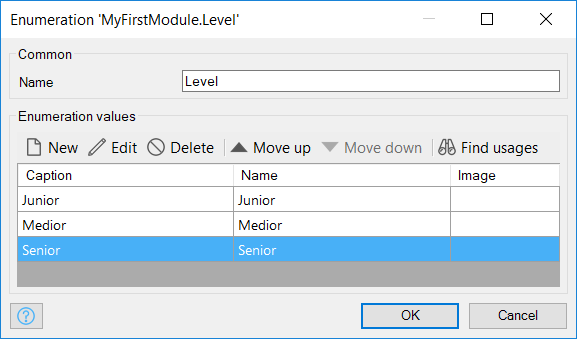 Enumeration 'MyFirstModule.Level'
Common
Name Level
Enumeration values
New Edit Delete Move up Move down Find usages
Caption Name Image
Junior Junior
Medior Medior
Senior Senior
? OK Cancel